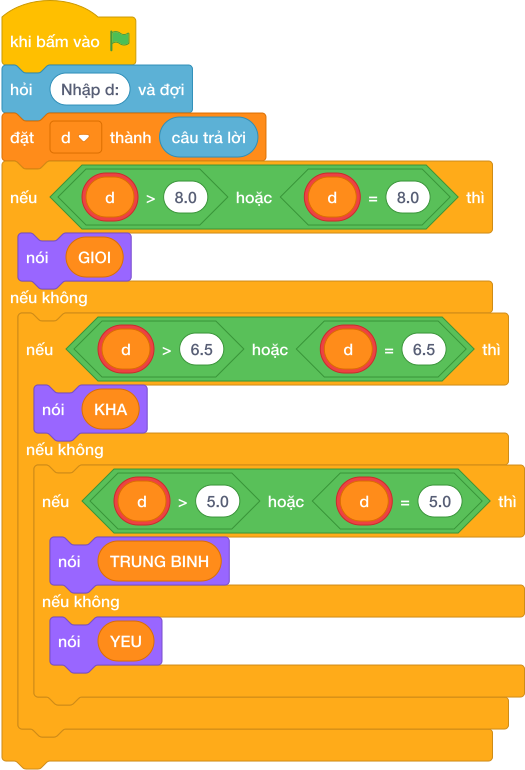 khi bấm vào
hỏi Nhập d: và đợi
đặt d thành câu trả lời
nếu d > 8.0 hoặc d = 8.0 thì
nói GIOI
nếu không
nếu d > 6.5 hoặc d = 6.5 thì
nói KHA
nếu không
nếu d > 5.0 hoặc d = 5.0 thì
nói TRUNG BINH
nếu không
nói YEU